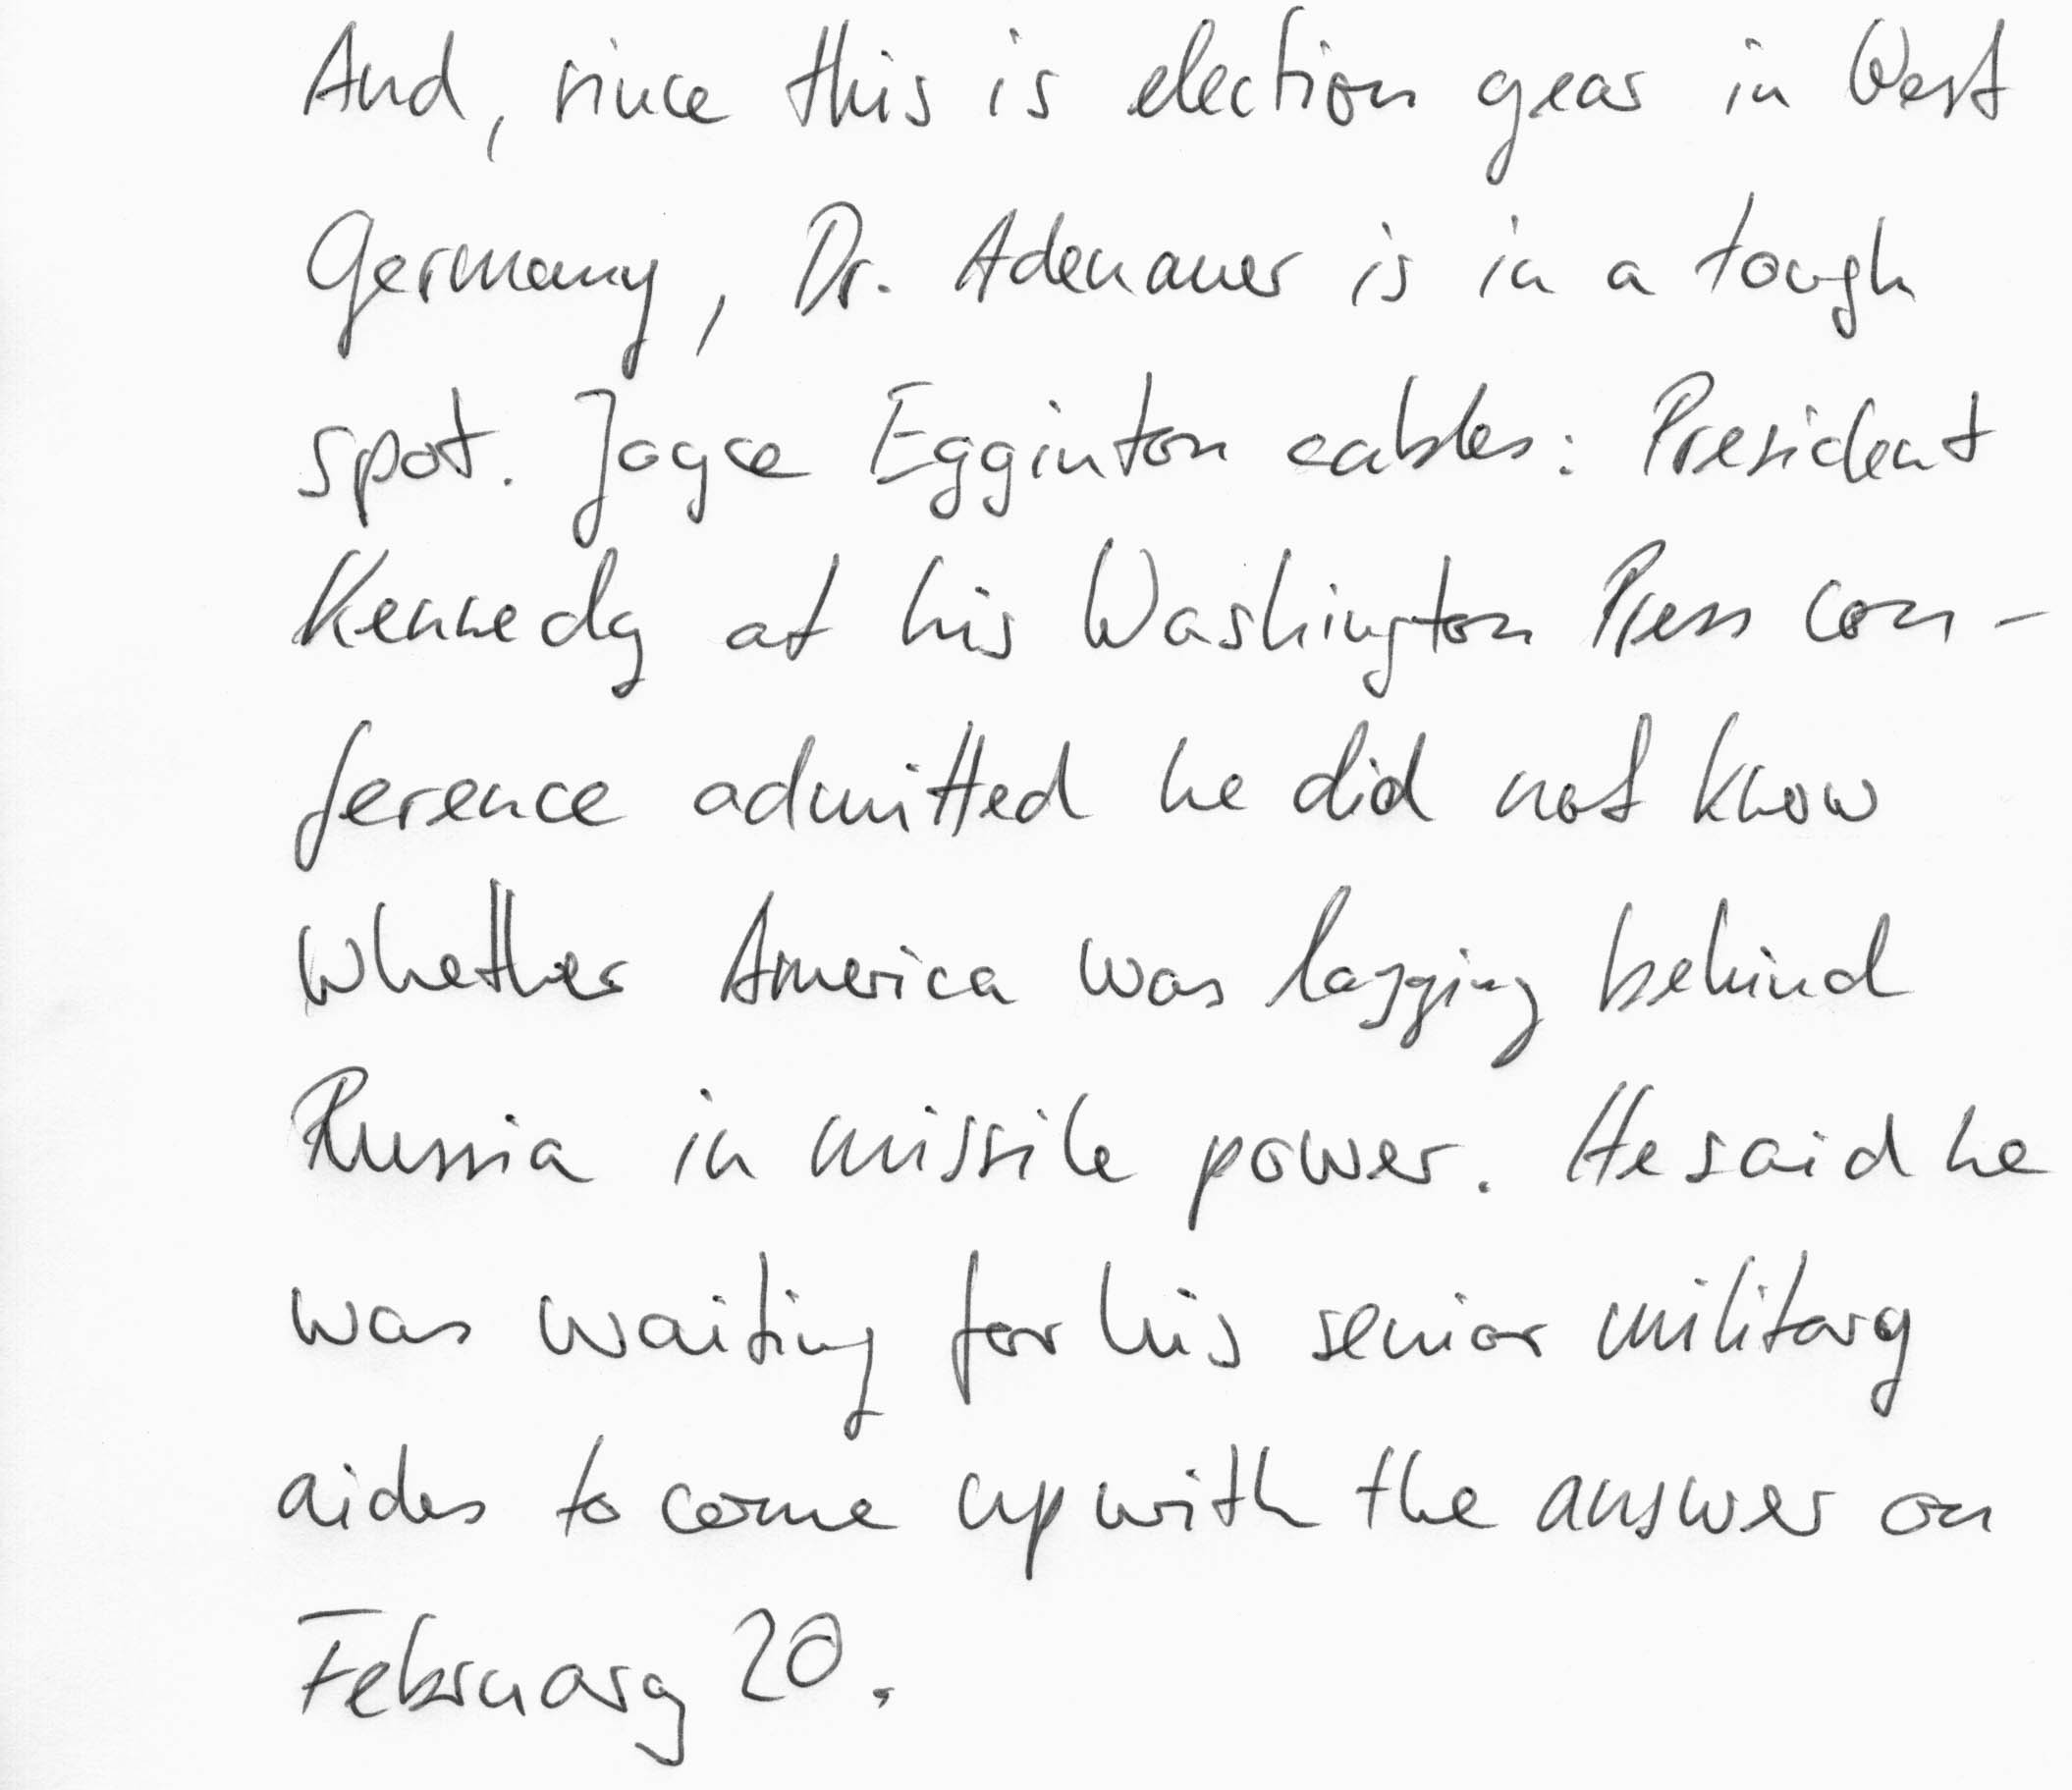 And, since this is election year in West
Germany, Dr. Adenauer is in a tough
spot. Joyce Egginton cables: President
Kennedy at his Washington Press con-
ference admitted he did not know
whether America was lagging behind
Russia in missile power. He said he
was waiting for his senior military
aides to come up with the answer on
February 20.